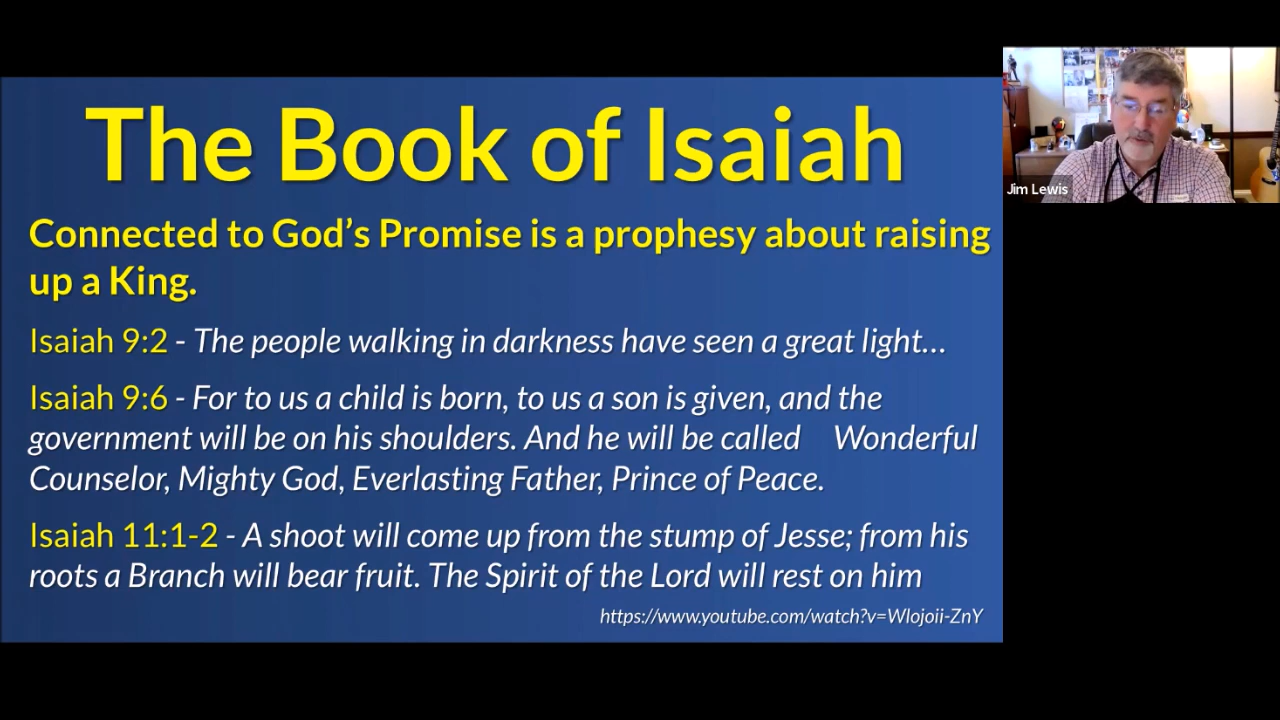 The Book of Isaiah
Connected to God's Promise is a prophesy about raising
up a King.
Isaiah 9:2 - The people walking in darkness have seen a great light...
Isaiah 9:6 - For to us a child is born, to us a son is given, and the
government will be on his shoulders. And he will be called Wonderful
Counselor, Mighty God, Everlasting Father, Prince of Peace.
Isaiah 11:1-2 - A shoot will come up from the stump of Jesse; from his
roots a Branch will bear fruit. The Spirit of the Lord will rest on him
https://www.youtube.com/watch?v=Wlojoii-ZnY
Jim Lewis